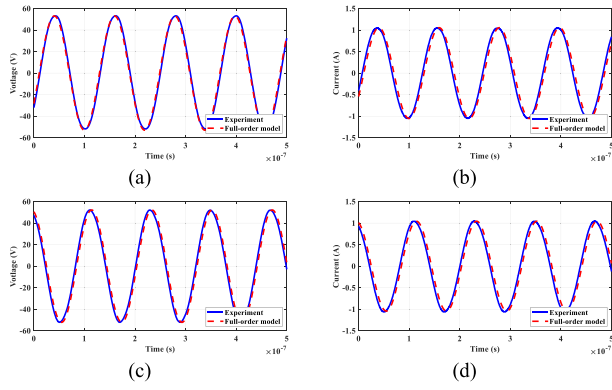 60
40
20
0
-20
-40
-60
Voltage (V)
Experiment
Full-order model
0 1 2 3 4 5
Time (s)
×10-7
(a)
1.5
1
0.5
0
-0.5
-1
-1.5
Current (A)
Experiment
Full-order model
0 1 2 3 4 5
Time (s)
×10-7
(b)
60
40
20
0
-20
-40
-60
Voltage (V)
Experiment
Full-order model
0 1 2 3 4 5
Time (s)
×10-7
(c)
1.5
1
0.5
0
-0.5
-1
-1.5
Current (A)
Experiment
Full-order model
0 1 2 3 4 5
Time (s)
×10-7
(d)